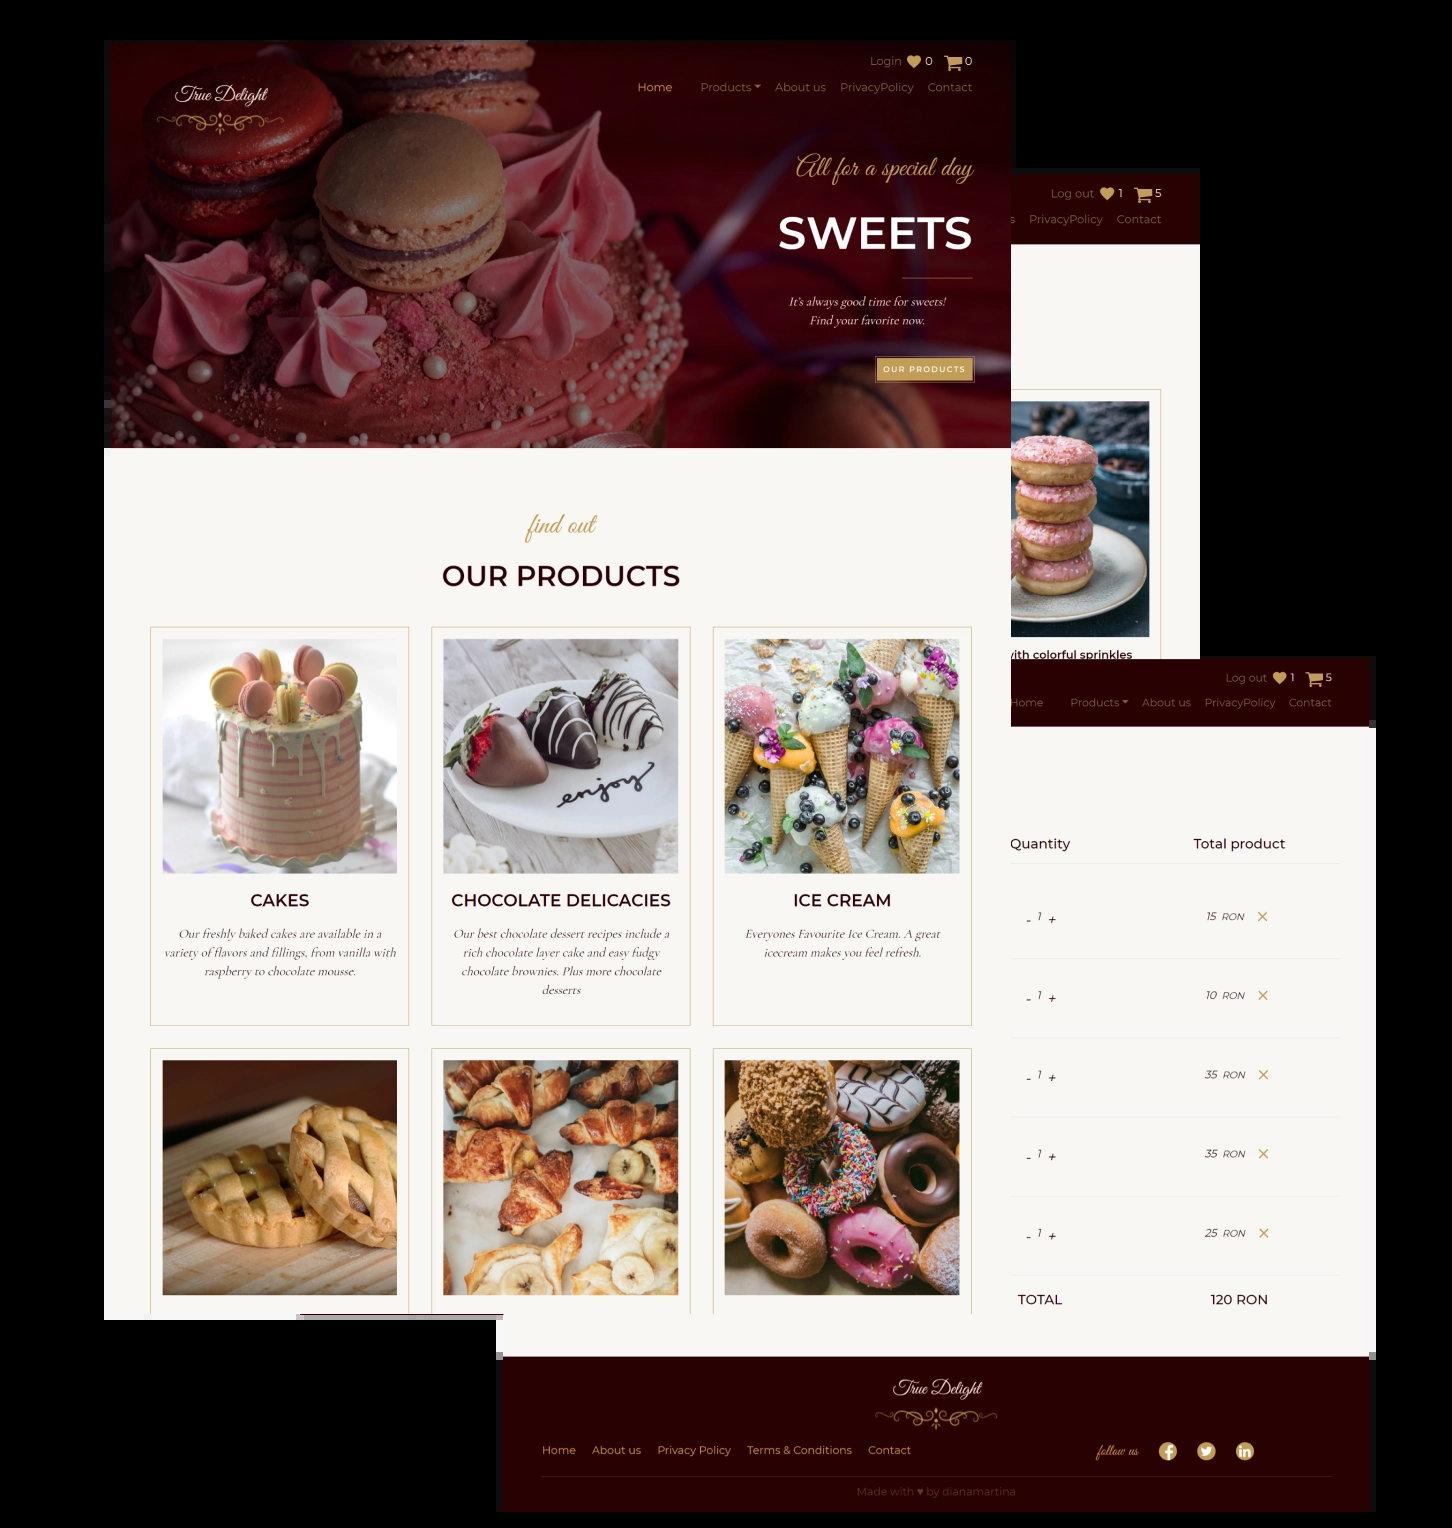 Login 0 0
True Delight
Home Products About us PrivacyPolicy Contact
All for a special day
SWEETS
It's always good time for sweets!
Find your favorite now.
OUR PRODUCTS
find out
OUR PRODUCTS
CAKES
Our freshly baked cakes are available in a
variety of flavors and fillings, from vanilla with
raspberry to chocolate mousse.
CHOCOLATE DELICACIES
Our best chocolate dessert recipes include a
rich chocolate layer cake and easy fudgy
chocolate brownies. Plus more chocolate
desserts
enjoy
ICE CREAM
Everyones Favourite Ice Cream. A great
icecream makes you feel refresh.
Log out 1 5
s PrivacyPolicy Contact
with colorful sprinkles
Log out 1 5
Home Products About us PrivacyPolicy Contact
Quantity Total product
- 1 + 15 RON ×
- 1 + 10 RON ×
- 1 + 35 RON ×
- 1 + 35 RON ×
- 1 + 25 RON ×
TOTAL 120 RON
True Delight
Home About us Privacy Policy Terms & Conditions Contact follow us
Made with ♥ by dianamartina